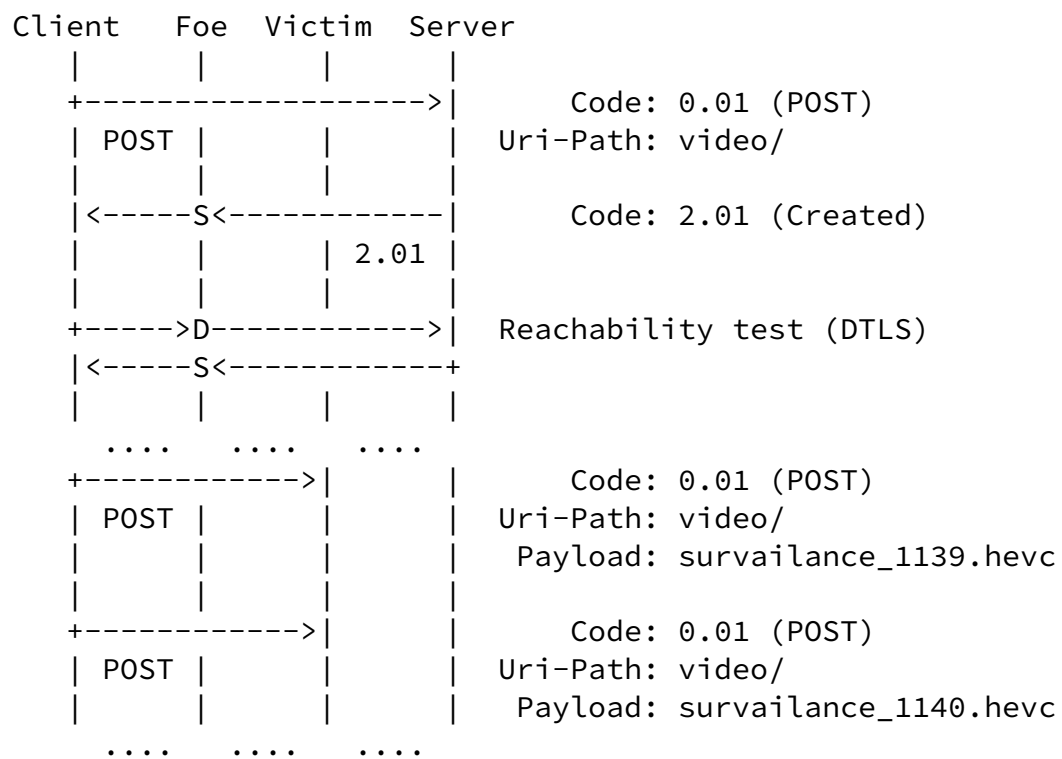 Client   Foe  Victim  Server
   |      |      |      |
   +------------------->|      Code: 0.01 (POST)
   | POST |      |      |  Uri-Path: video/
   |      |      |      |
   |<-----S<------------|      Code: 2.01 (Created)
   |      |      | 2.01 |
   |      |      |      |
   +----->D------------>|  Reachability test (DTLS)
   |<-----S<------------+
   |      |      |      |
     ....   ....   ....
   +------------>|      |      Code: 0.01 (POST)
   | POST |      |      |  Uri-Path: video/
   |      |      |      |   Payload: survailance_1139.hevc
   |      |      |      |
   +------------>|      |      Code: 0.01 (POST)
   | POST |      |      |  Uri-Path: video/
   |      |      |      |   Payload: survailance_1140.hevc
     ....   ....   ....